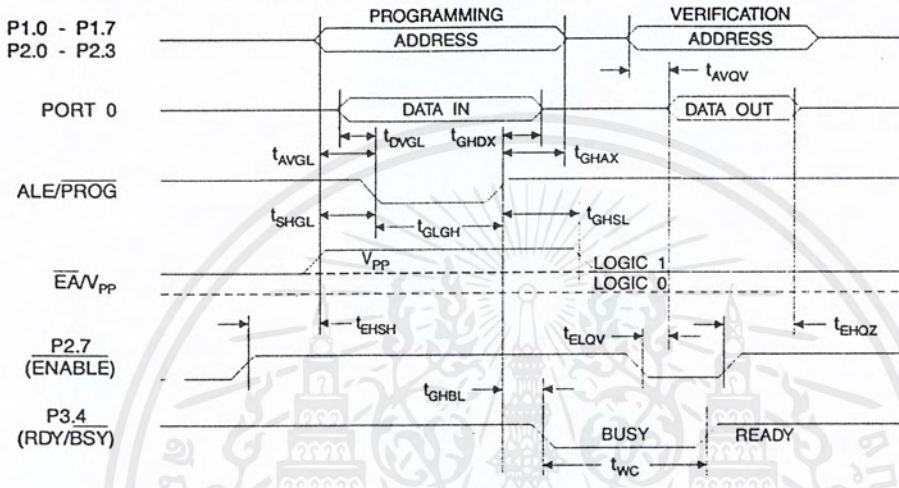 PROGRAMMING VERIFICATION
P1.0 - P1.7
P2.0 - P2.3
ADDRESS ADDRESS
tAVQV
PORT 0 DATA IN DATA OUT
tDVGL tGHDX
tAVGL tGHAX
ALE/PROG
tSHGL tGLGH tGHSL
VPP LOGIC 1
EA/VPP LOGIC 0
tEHSH tELQV tEHQZ
P2.7
(ENABLE)
tGHBL
P3.4
(RDY/BSY) BUSY READY
tWC